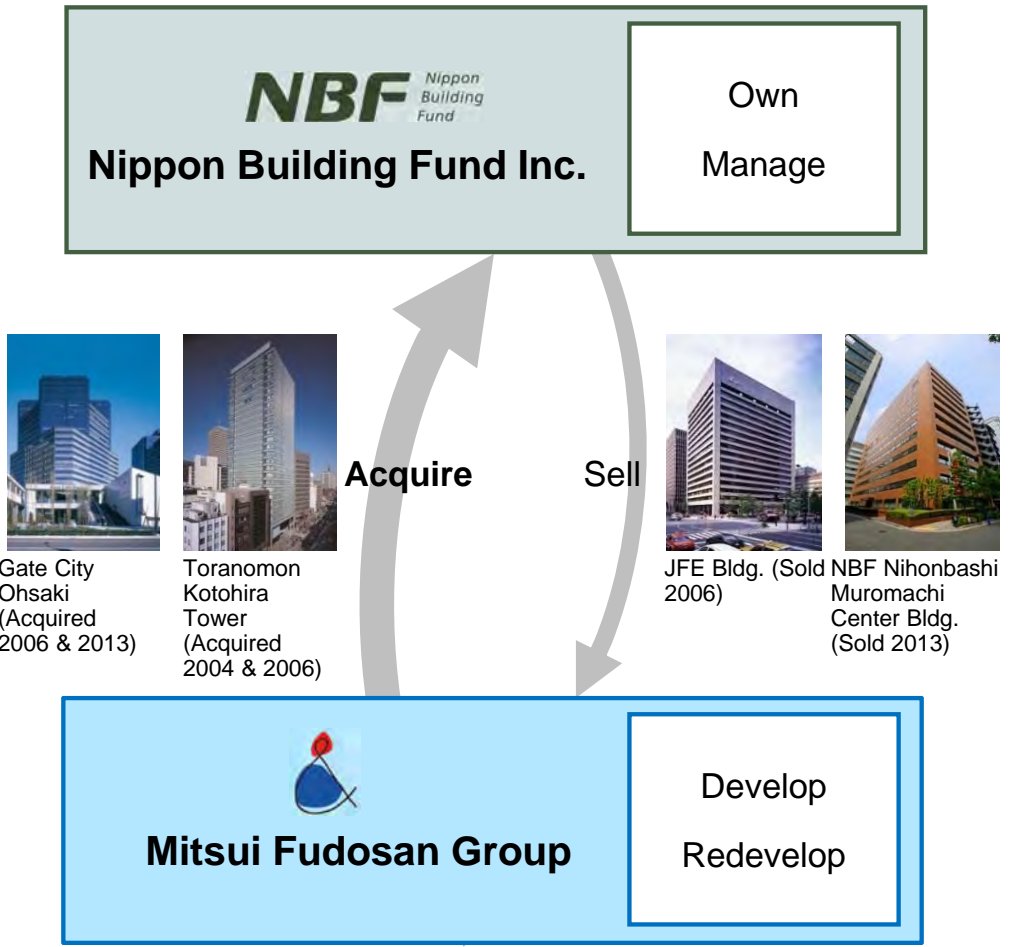 NBF Nippon
Building
Fund
Nippon Building Fund Inc.
Own
Manage
Acquire
Sell
Gate City
Ohsaki
(Acquired
2006 & 2013)
Toranomon
Kotohira
Tower
(Acquired
2004 & 2006)
JFE Bldg. (Sold
2006)
NBF Nihonbashi
Muromachi
Center Bldg.
(Sold 2013)
Mitsui Fudosan Group
Develop
Redevelop